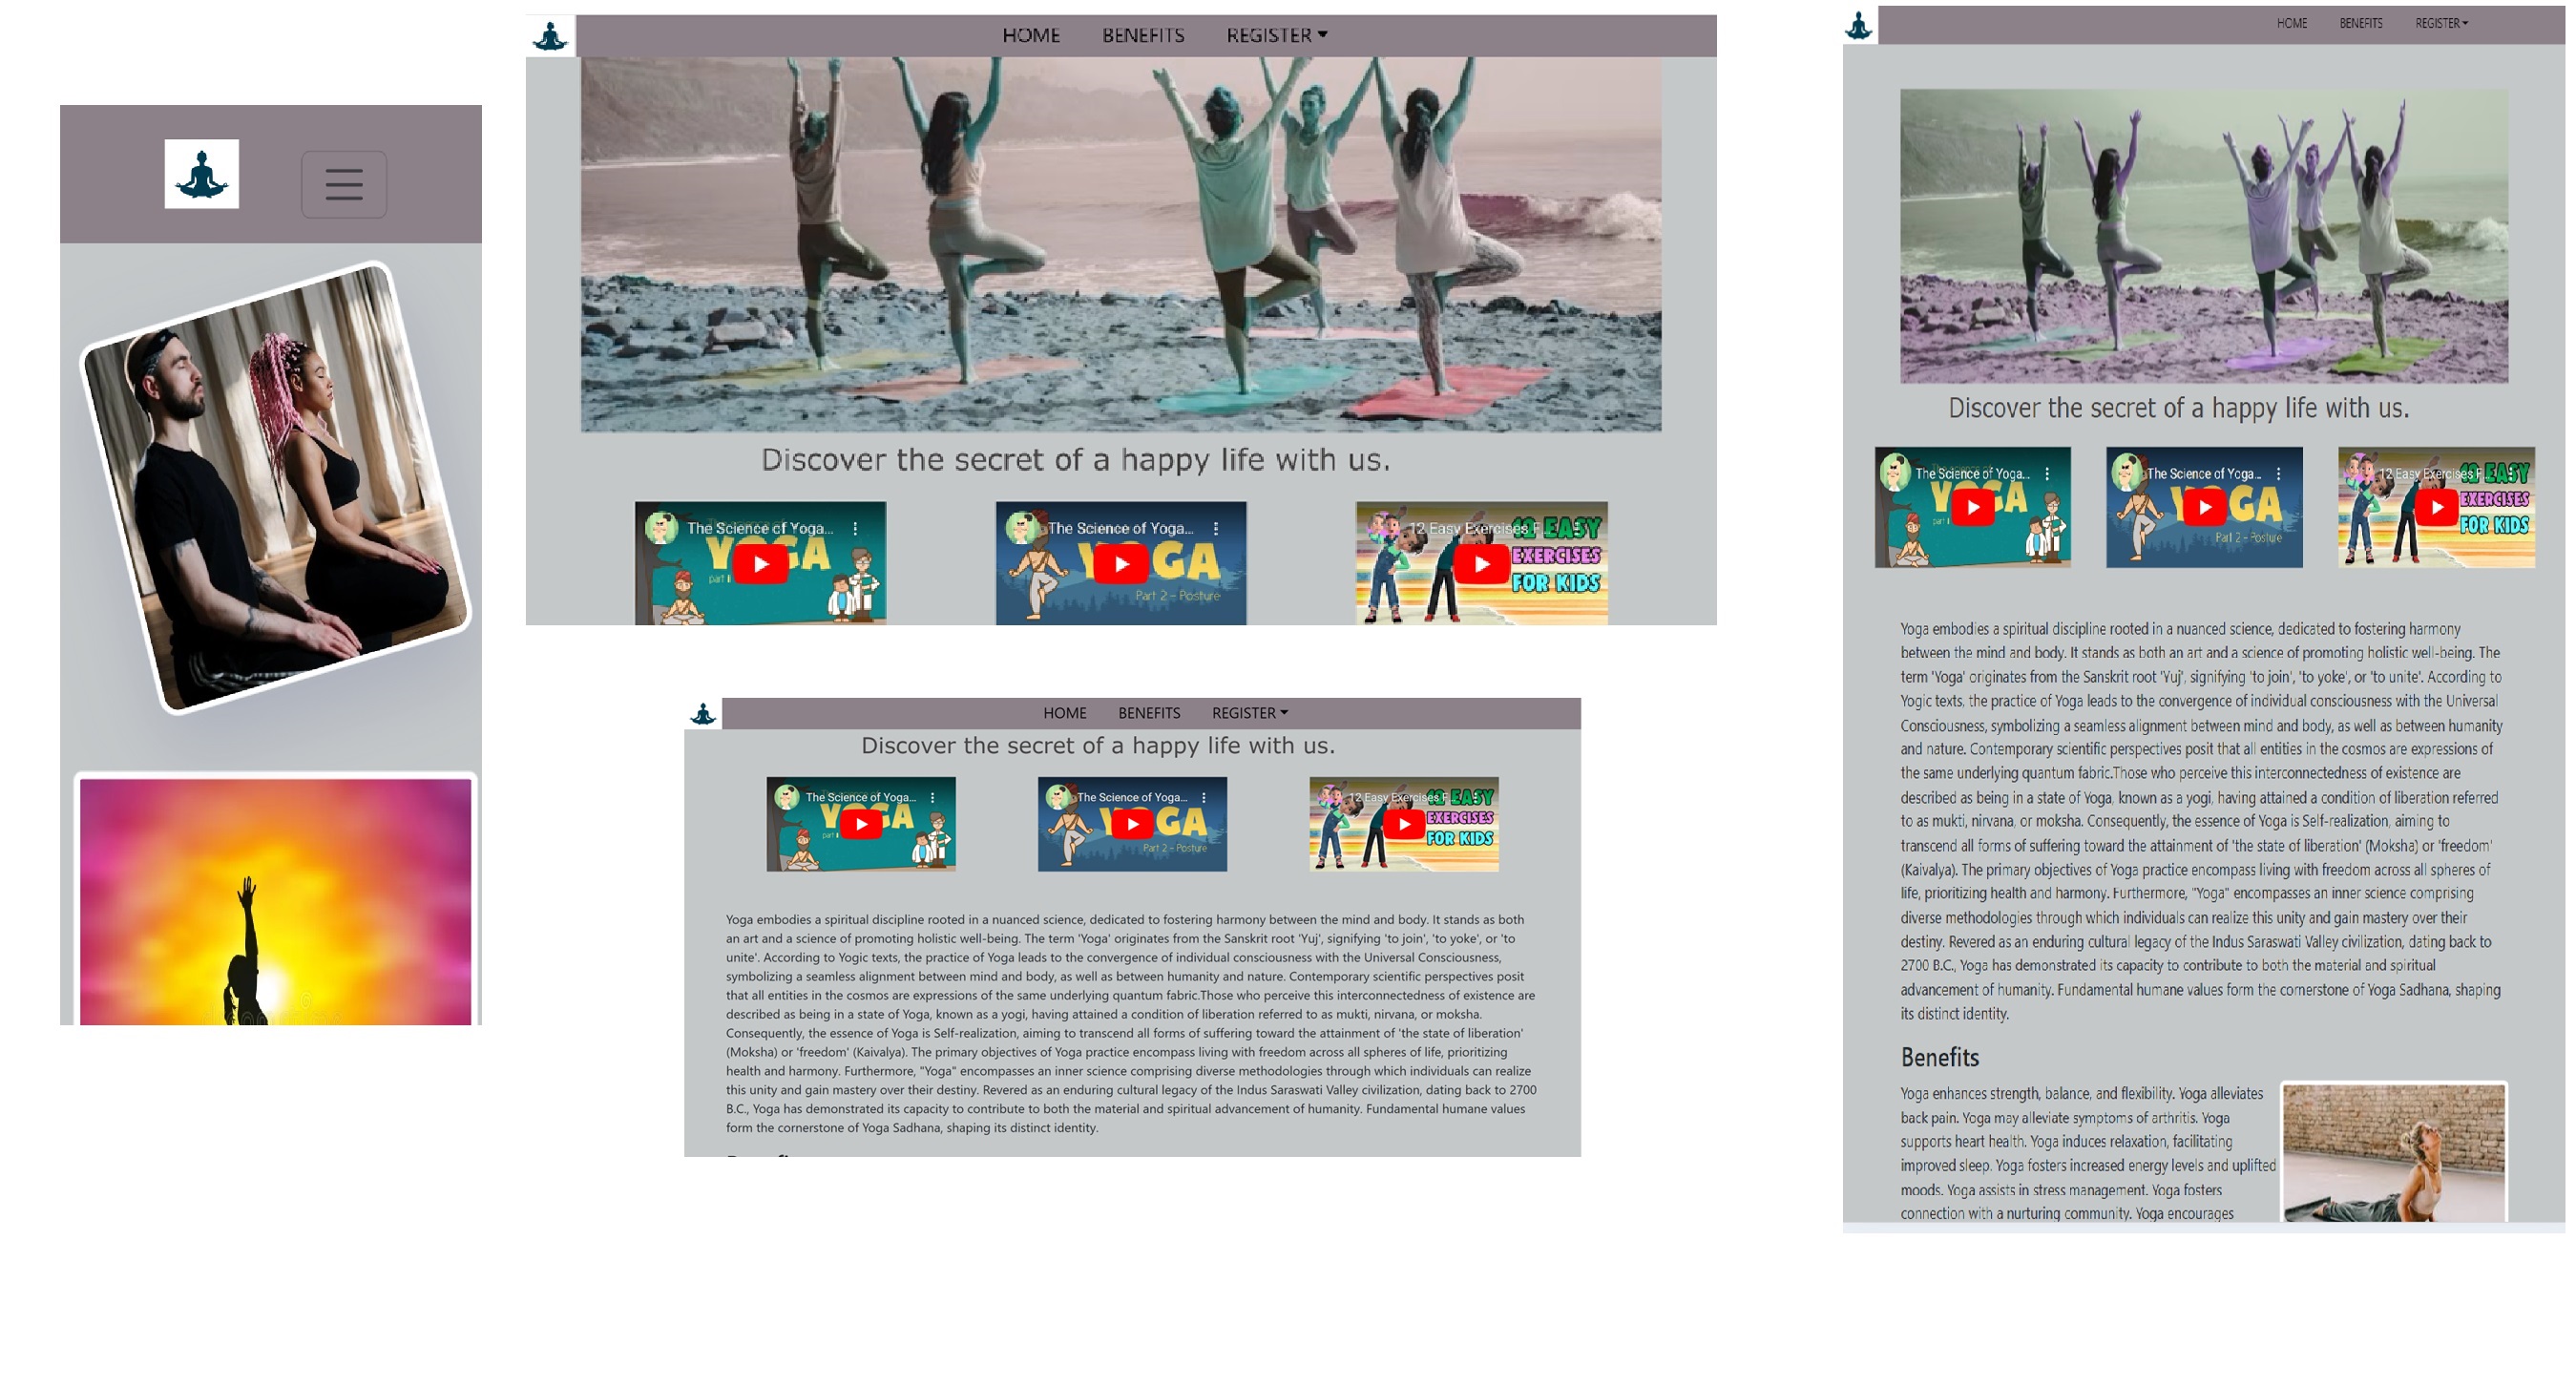 HOME BENEFITS REGISTER
Discover the secret of a happy life with us.
The Science of Yoga...
YOGA
part
The Science of Yoga...
YOGA
Part 2 - Posture
12 Easy Exercises F...
12 EASY
EXERCISES
FOR KIDS
HOME BENEFITS REGISTER
Discover the secret of a happy life with us.
The Science of Yoga...
YOGA
part
The Science of Yoga...
YOGA
Part 2 - Posture
12 Easy Exercises F...
12 EASY
EXERCISES
FOR KIDS
Yoga embodies a spiritual discipline rooted in a nuanced science, dedicated to fostering harmony between the mind and body. It stands as both
an art and a science of promoting holistic well-being. The term 'Yoga' originates from the Sanskrit root 'Yuj', signifying 'to join', 'to yoke', or 'to
unite'. According to Yogic texts, the practice of Yoga leads to the convergence of individual consciousness with the Universal Consciousness,
symbolizing a seamless alignment between mind and body, as well as between humanity and nature. Contemporary scientific perspectives posit
that all entities in the cosmos are expressions of the same underlying quantum fabric.Those who perceive this interconnectedness of existence are
described as being in a state of Yoga, known as a yogi, having attained a condition of liberation referred to as mukti, nirvana, or moksha.
Consequently, the essence of Yoga is Self-realization, aiming to transcend all forms of suffering toward the attainment of 'the state of liberation'
(Moksha) or 'freedom' (Kaivalya). The primary objectives of Yoga practice encompass living with freedom across all spheres of life, prioritizing
health and harmony. Furthermore, "Yoga" encompasses an inner science comprising diverse methodologies through which individuals can realize
this unity and gain mastery over their destiny. Revered as an enduring cultural legacy of the Indus Saraswati Valley civilization, dating back to 2700
B.C., Yoga has demonstrated its capacity to contribute to both the material and spiritual advancement of humanity. Fundamental humane values
form the cornerstone of Yoga Sadhana, shaping its distinct identity.
HOME BENEFITS REGISTER
Discover the secret of a happy life with us.
The Science of Yoga...
YOGA
part
The Science of Yoga...
YOGA
Part 2 - Posture
12 Easy Exercises F...
12 EASY
EXERCISES
FOR KIDS
Yoga embodies a spiritual discipline rooted in a nuanced science, dedicated to fostering harmony
between the mind and body. It stands as both an art and a science of promoting holistic well-being. The
term 'Yoga' originates from the Sanskrit root 'Yuj', signifying 'to join', 'to yoke', or 'to unite'. According to
Yogic texts, the practice of Yoga leads to the convergence of individual consciousness with the Universal
Consciousness, symbolizing a seamless alignment between mind and body, as well as between humanity
and nature. Contemporary scientific perspectives posit that all entities in the cosmos are expressions of
the same underlying quantum fabric.Those who perceive this interconnectedness of existence are
described as being in a state of Yoga, known as a yogi, having attained a condition of liberation referred
to as mukti, nirvana, or moksha. Consequently, the essence of Yoga is Self-realization, aiming to
transcend all forms of suffering toward the attainment of 'the state of liberation' (Moksha) or 'freedom'
(Kaivalya). The primary objectives of Yoga practice encompass living with freedom across all spheres of
life, prioritizing health and harmony. Furthermore, "Yoga" encompasses an inner science comprising
diverse methodologies through which individuals can realize this unity and gain mastery over their
destiny. Revered as an enduring cultural legacy of the Indus Saraswati Valley civilization, dating back to
2700 B.C., Yoga has demonstrated its capacity to contribute to both the material and spiritual
advancement of humanity. Fundamental humane values form the cornerstone of Yoga Sadhana, shaping
its distinct identity.
Benefits
Yoga enhances strength, balance, and flexibility. Yoga alleviates
back pain. Yoga may alleviate symptoms of arthritis. Yoga
supports heart health. Yoga induces relaxation, facilitating
improved sleep. Yoga fosters increased energy levels and uplifted
moods. Yoga assists in stress management. Yoga fosters
connection with a nurturing community. Yoga encourages